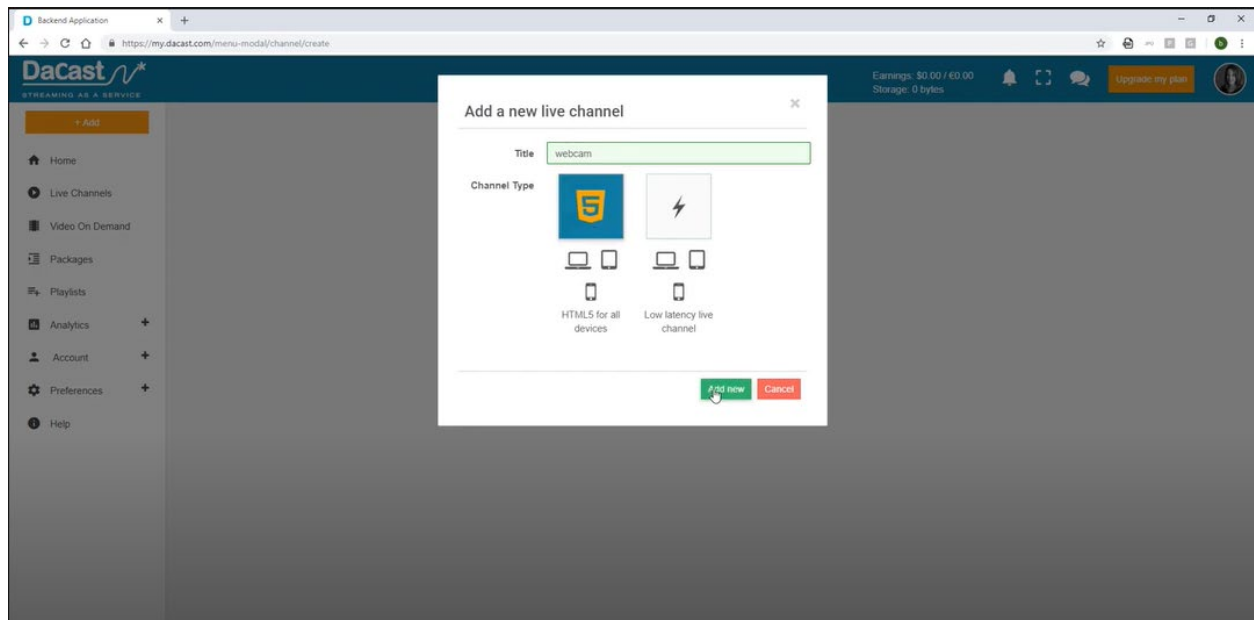 Backend Application
https://my.dacast.com/menu-modal/channel/create
DaCast
STREAMING AS A SERVICE
Earnings: $0.00 / €0.00
Storage: 0 bytes
Upgrade my plan
+ Add
Home
Live Channels
Video On Demand
Packages
Playlists
Analytics
Account
Preferences
Help
Add a new live channel
Title
webcam
Channel Type
HTML5 for all
devices
Low latency live
channel
Add new
Cancel